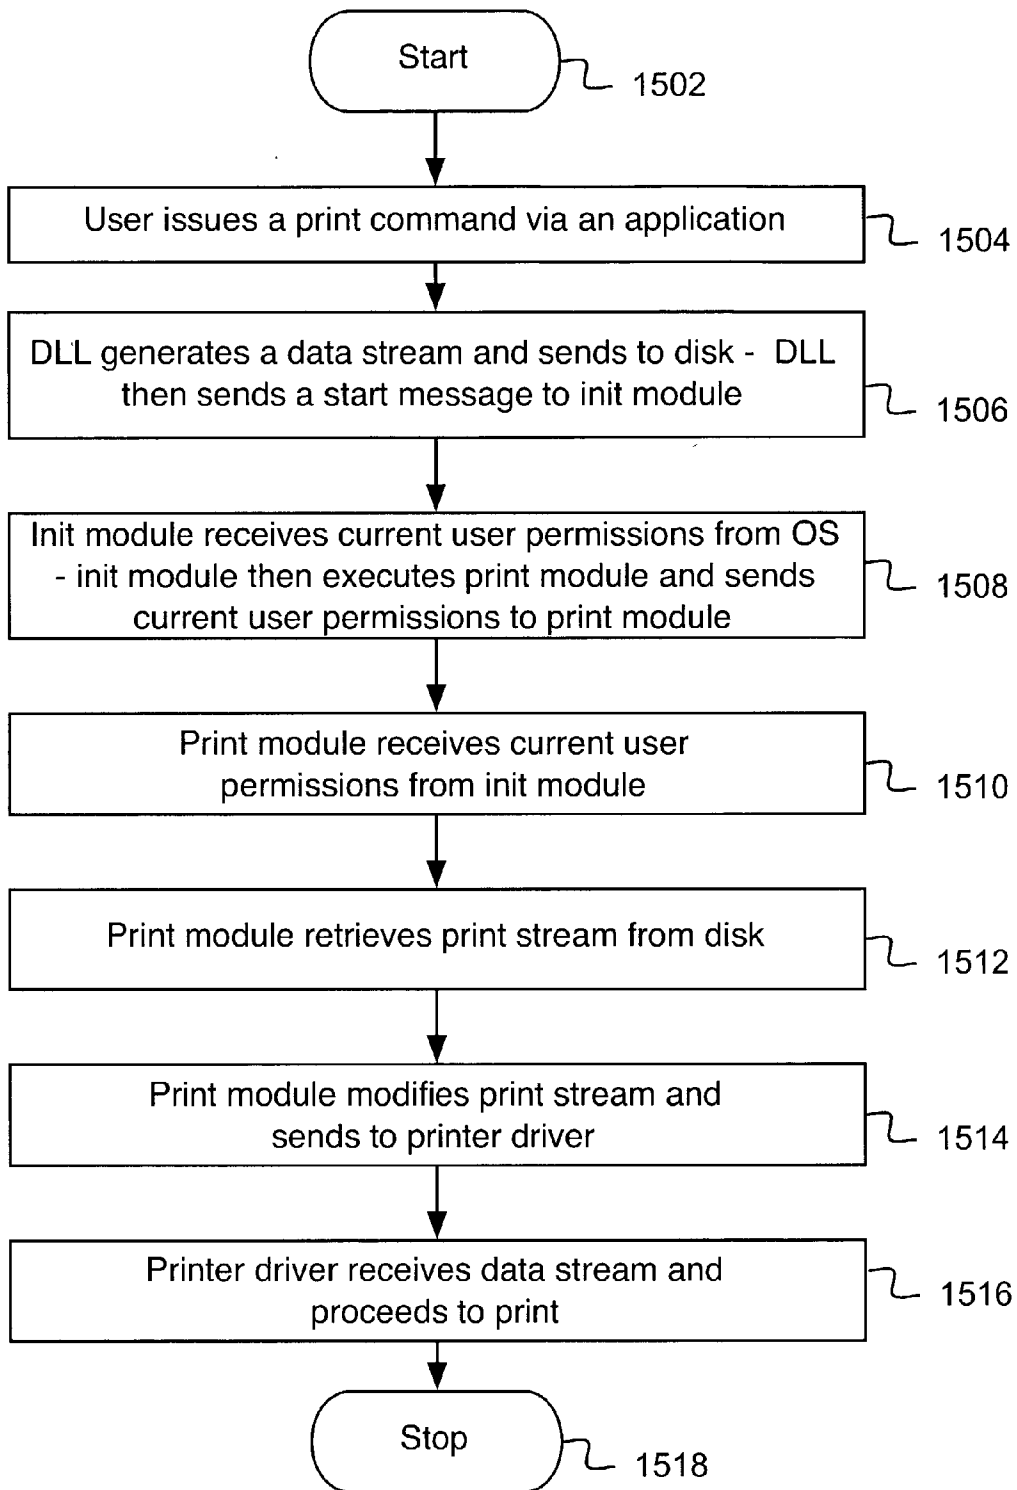 Start
1502
User issues a print command via an application
1504
DLL generates a data stream and sends to disk - DLL
then sends a start message to init module
1506
Init module receives current user permissions from OS
- init module then executes print module and sends
current user permissions to print module
1508
Print module receives current user
permissions from init module
1510
Print module retrieves print stream from disk
1512
Print module modifies print stream and
sends to printer driver
1514
Printer driver receives data stream and
proceeds to print
1516
Stop
1518